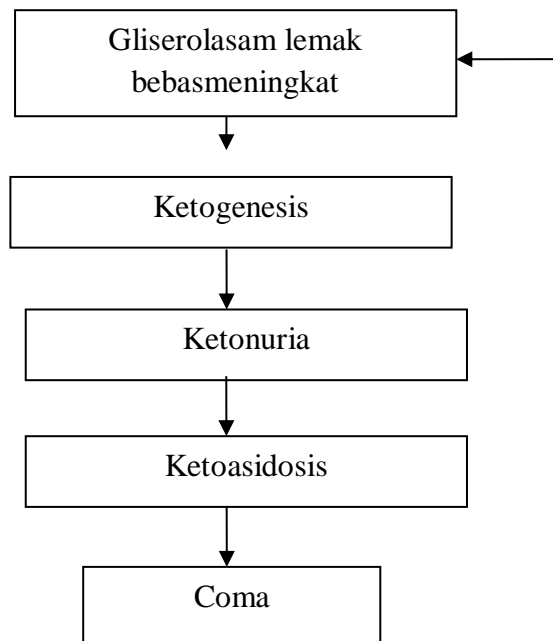 Gliserolasam lemak
bebasmeningkat
Ketogenesis
Ketonuria
Ketoasidosis
Coma